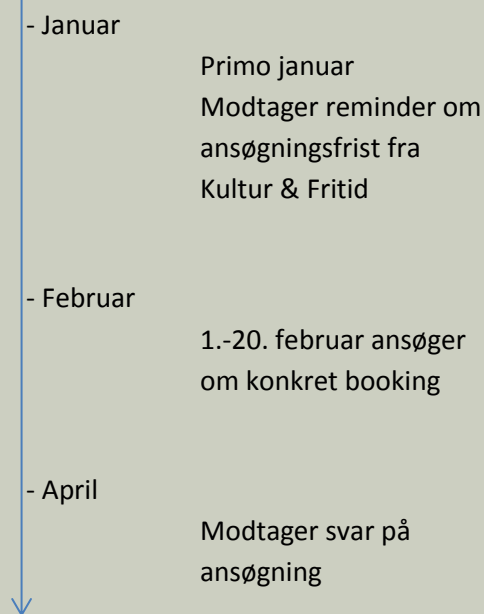 - Januar
Primo januar
Modtager reminder om
ansøgningsfrist fra
Kultur & Fritid
- Februar
1.-20. februar ansøger
om konkret booking
- April
Modtager svar på
ansøgning